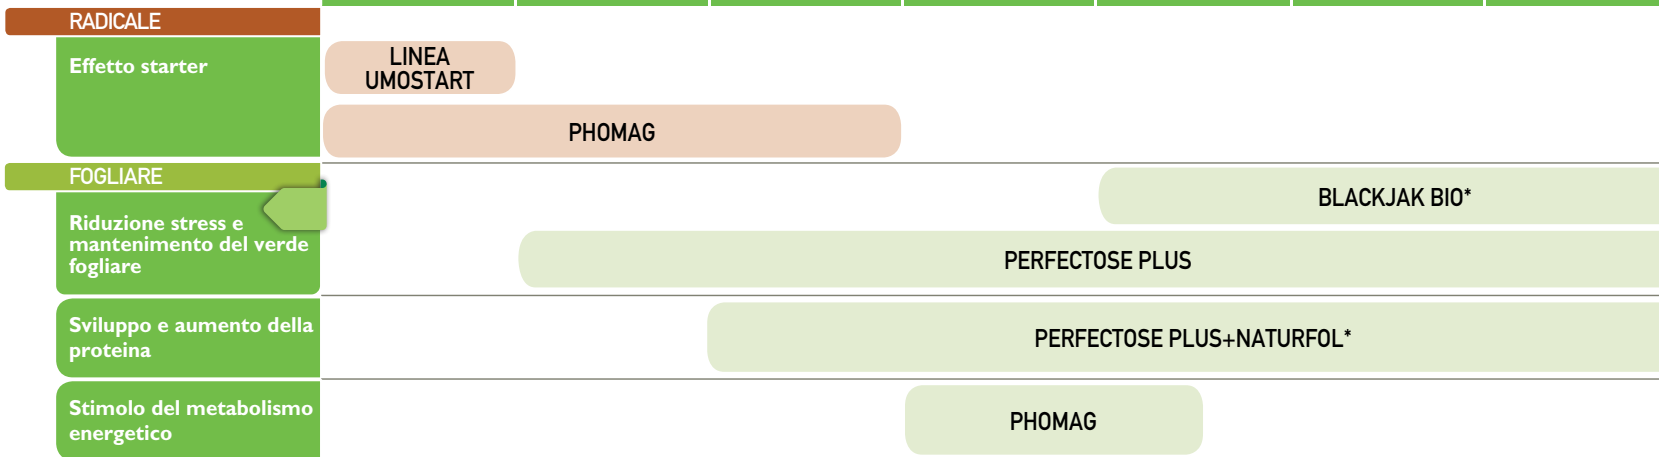 RADICALE
Effetto starter
LINEA
UMOSTART
PHOMAG
FOGLIARE
Riduzione stress e
mantenimento del verde
fogliare
BLACKJAK BIO*
PERFECTOSE PLUS
Sviluppo e aumento della
proteina
PERFECTOSE PLUS+NATURFOL*
Stimolo del metabolismo
energetico
PHOMAG